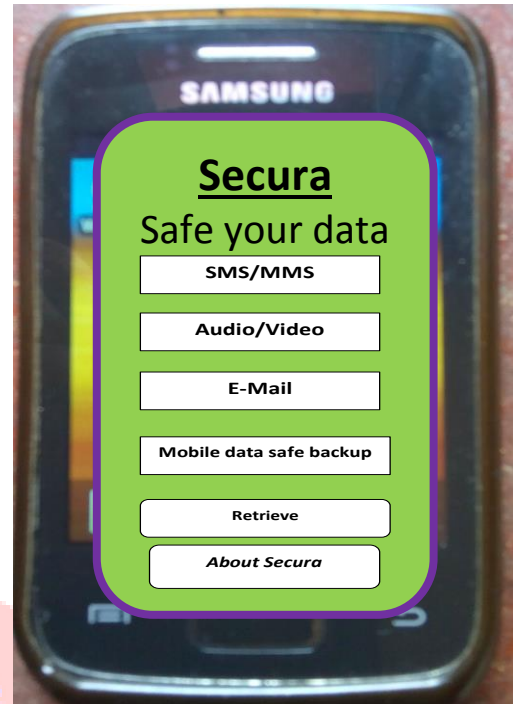 SAMSUNG
Secura
Safe your data
SMS/MMS
Audio/Video
E-Mail
Mobile data safe backup
Retrieve
About Secura